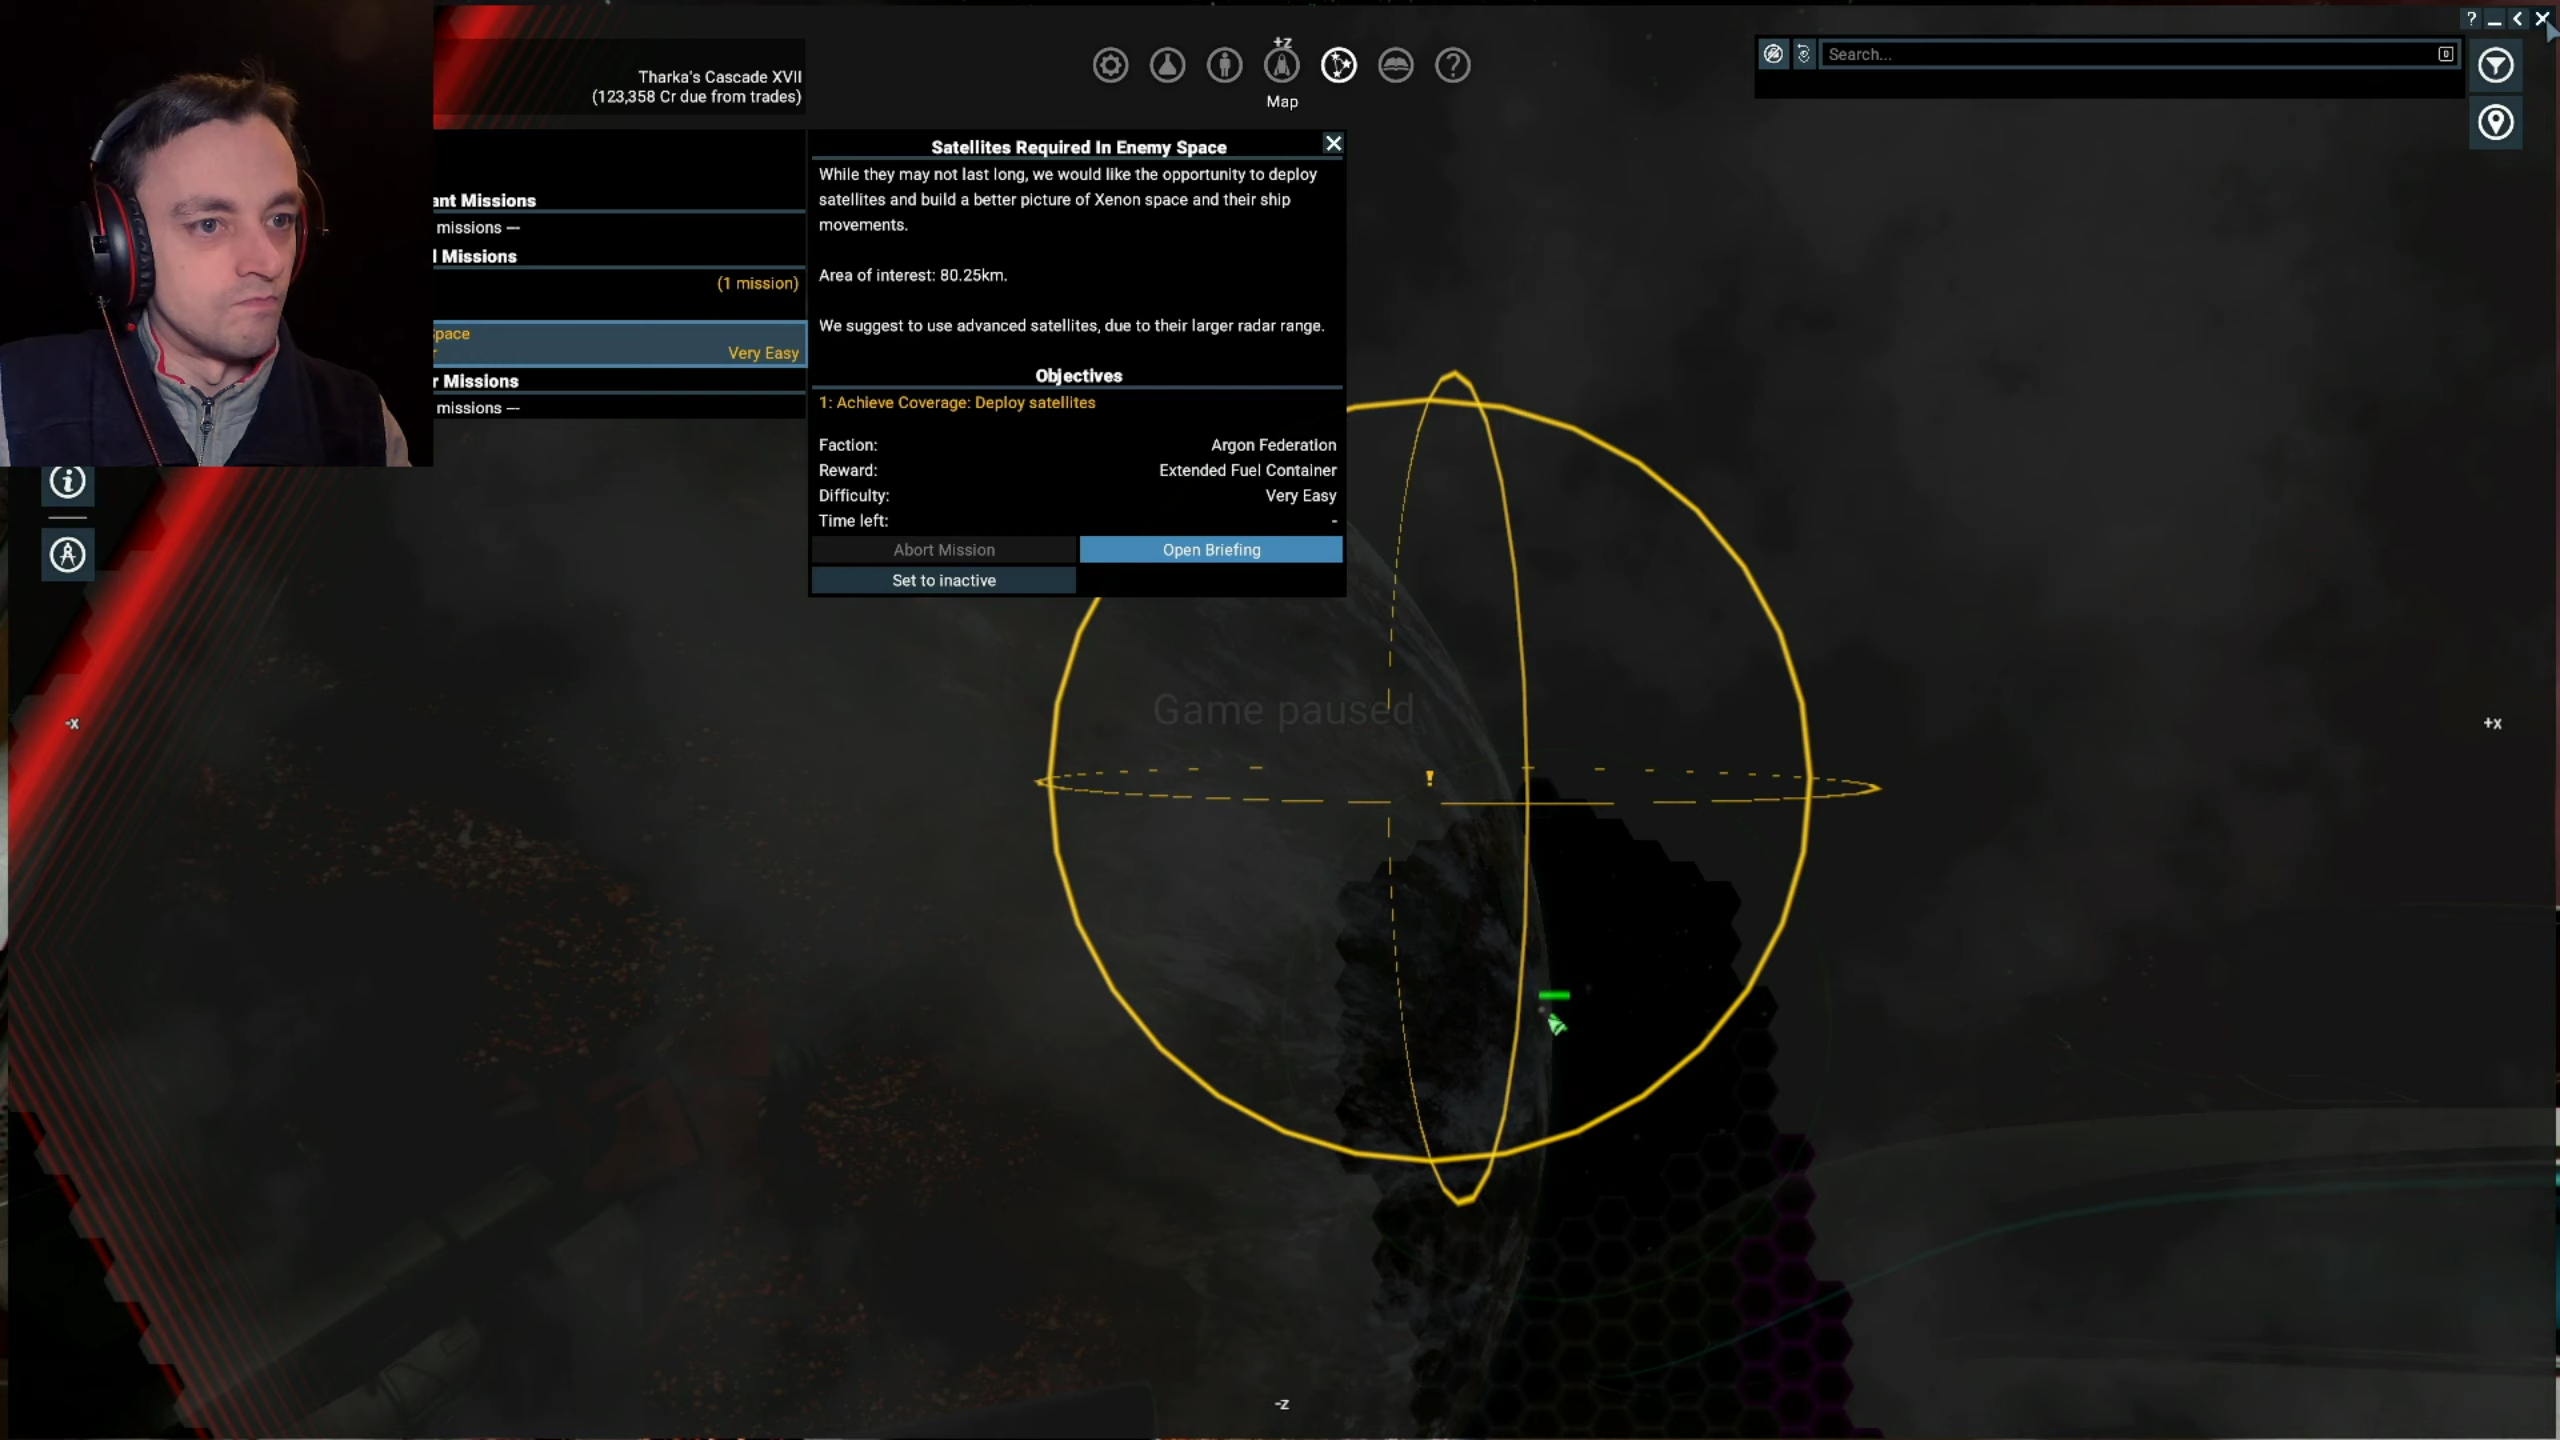 Tharka's Cascade XVII
(123,358 Cr due from trades)
+z
Map
Search...
ant Missions
missions —
l Missions
(1 mission)
Space
r
Very Easy
r Missions
missions —
Satellites Required In Enemy Space
While they may not last long, we would like the opportunity to deploy
satellites and build a better picture of Xenon space and their ship
movements.
Area of interest: 80.25km.
We suggest to use advanced satellites, due to their larger radar range.
Objectives
1: Achieve Coverage: Deploy satellites
Faction: Argon Federation
Reward: Extended Fuel Container
Difficulty: Very Easy
Time left: -
Abort Mission
Open Briefing
Set to inactive
Game paused
-x
+x
-z